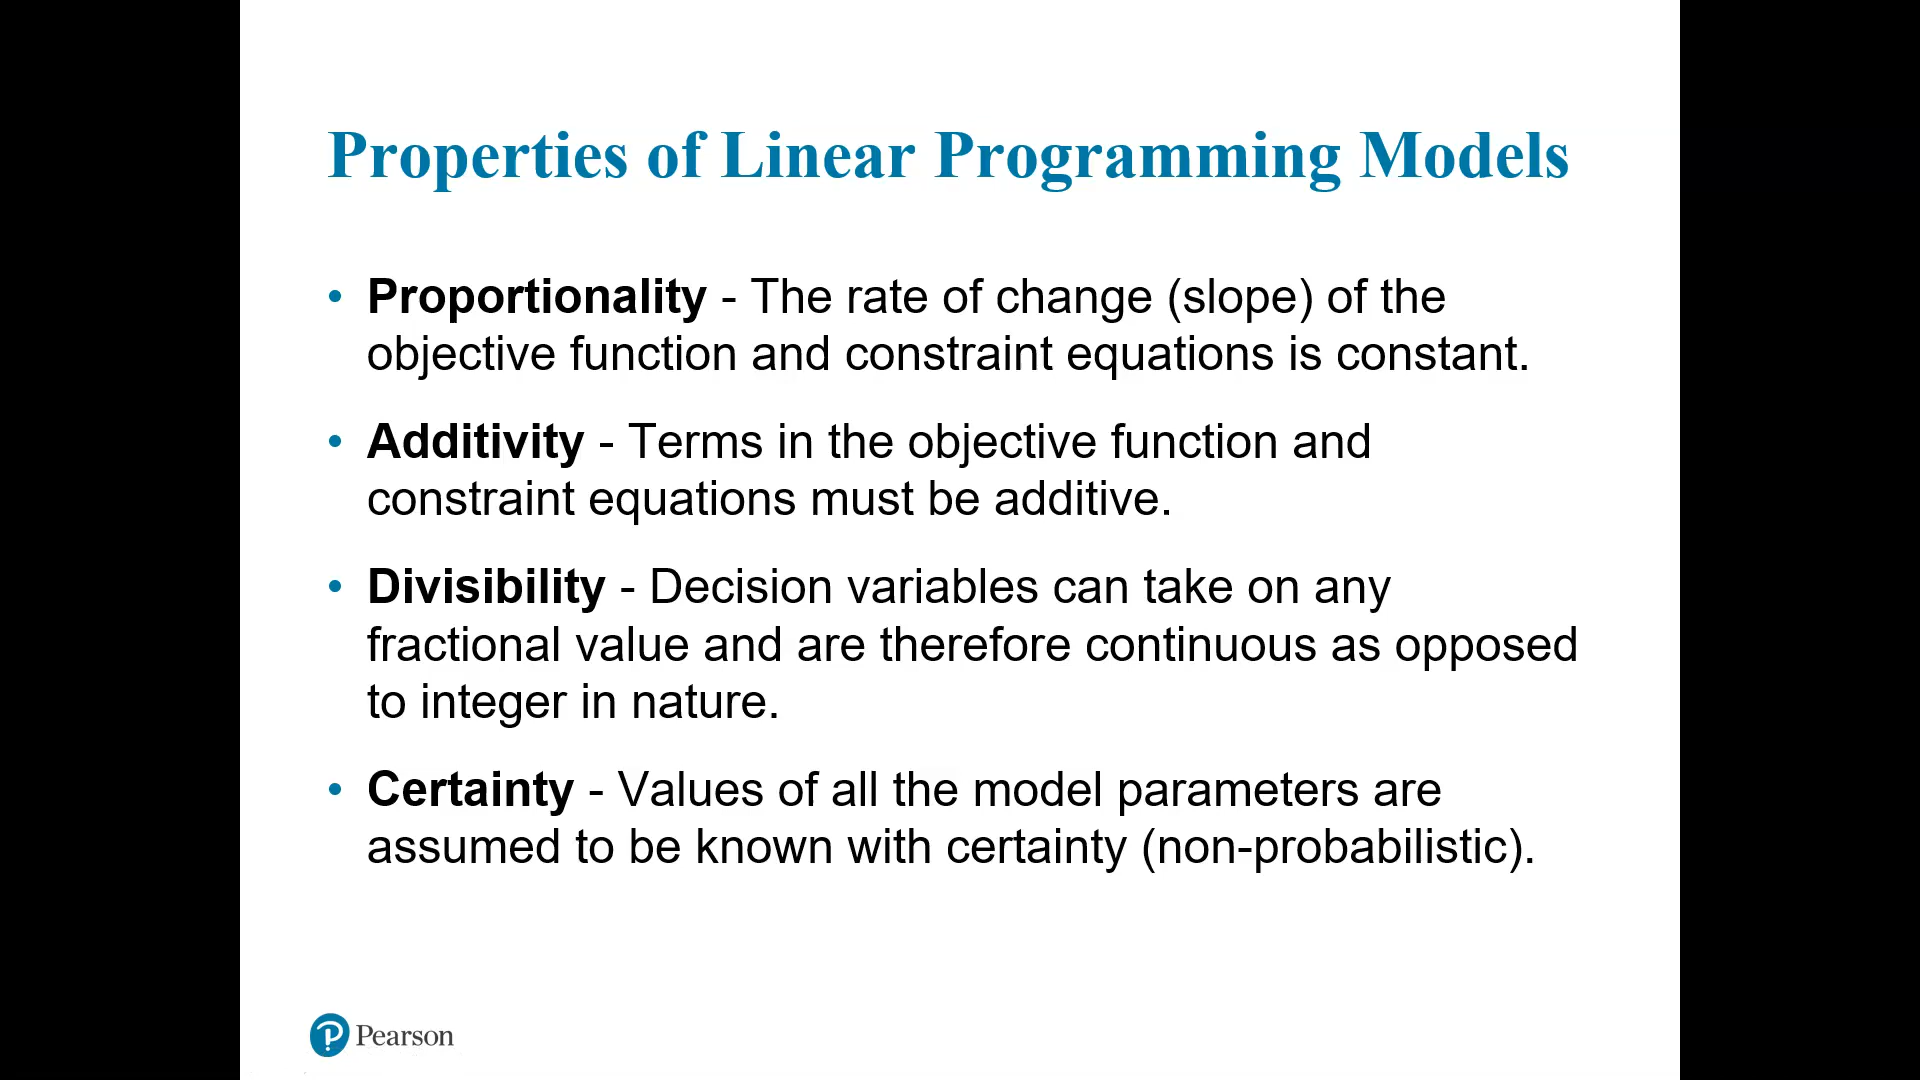 Properties of Linear Programming Models
• Proportionality - The rate of change (slope) of the
objective function and constraint equations is constant.
• Additivity - Terms in the objective function and
constraint equations must be additive.
• Divisibility - Decision variables can take on any
fractional value and are therefore continuous as opposed
to integer in nature.
• Certainty - Values of all the model parameters are
assumed to be known with certainty (non-probabilistic).
Pearson